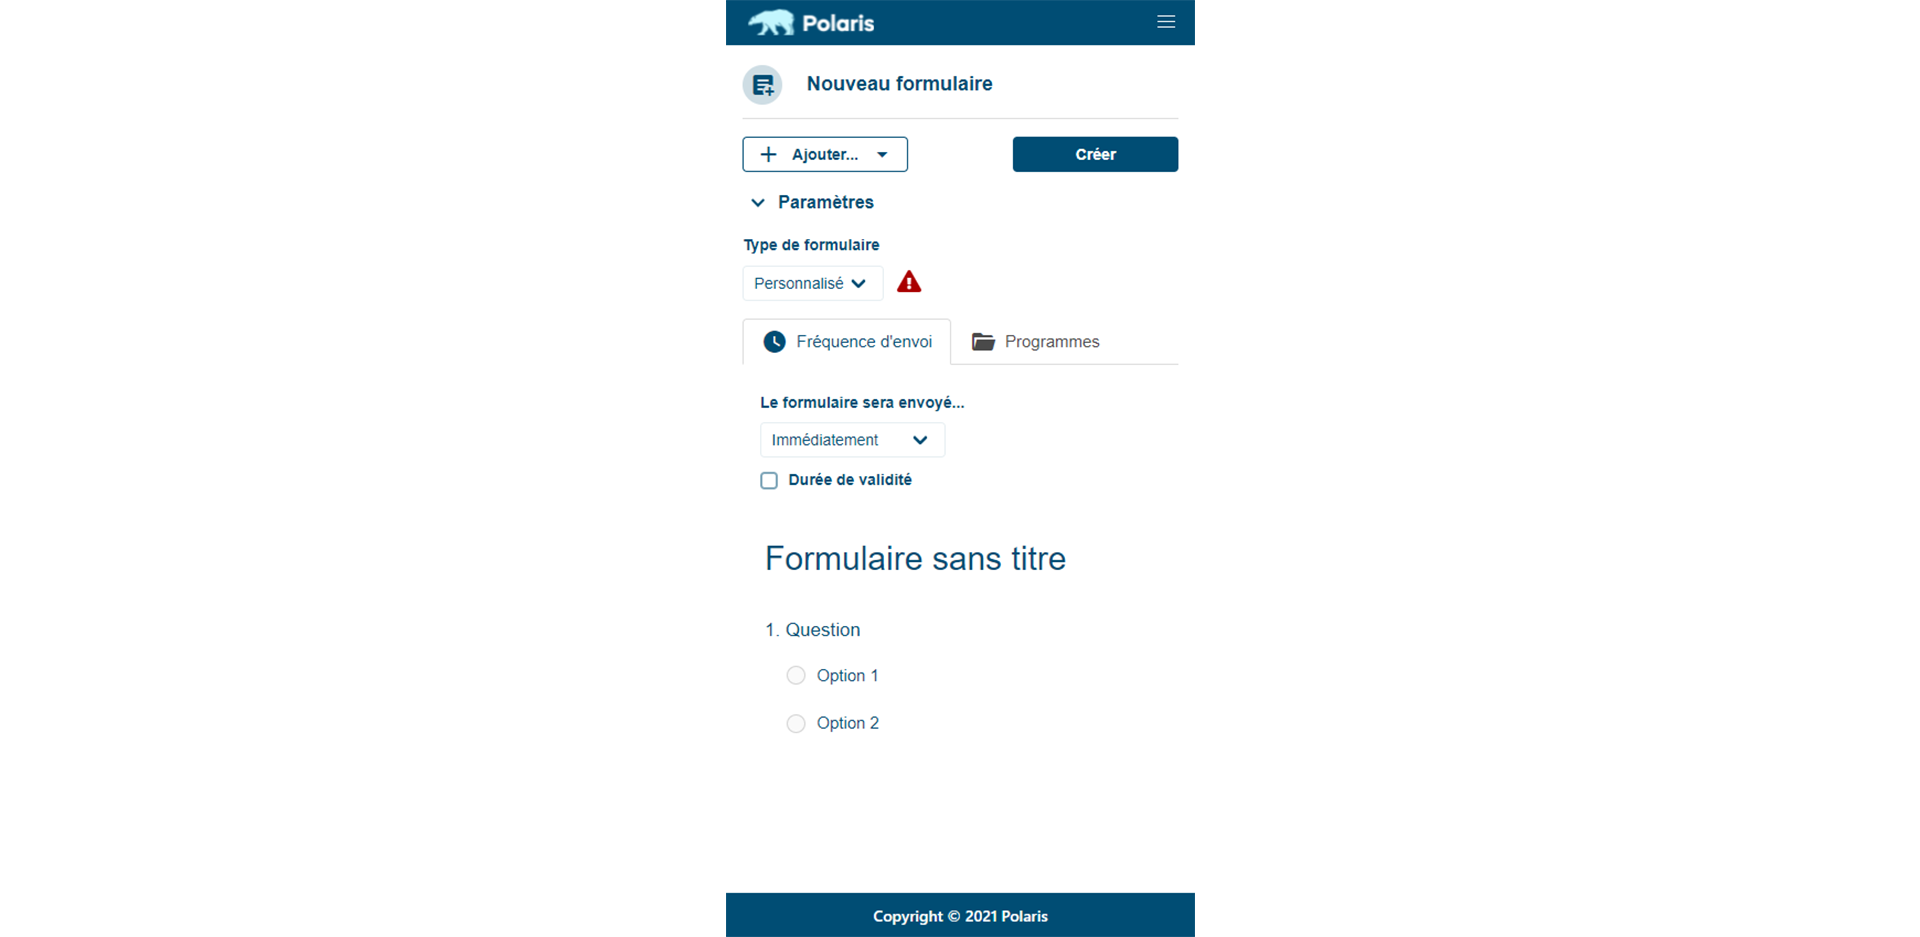 Polaris
Nouveau formulaire
Ajouter...
Créer
Paramètres
Type de formulaire
Personnalisé
Fréquence d'envoi
Programmes
Le formulaire sera envoyé...
Immédiatement
Durée de validité
Formulaire sans titre
1. Question
Option 1
Option 2
Copyright © 2021 Polaris